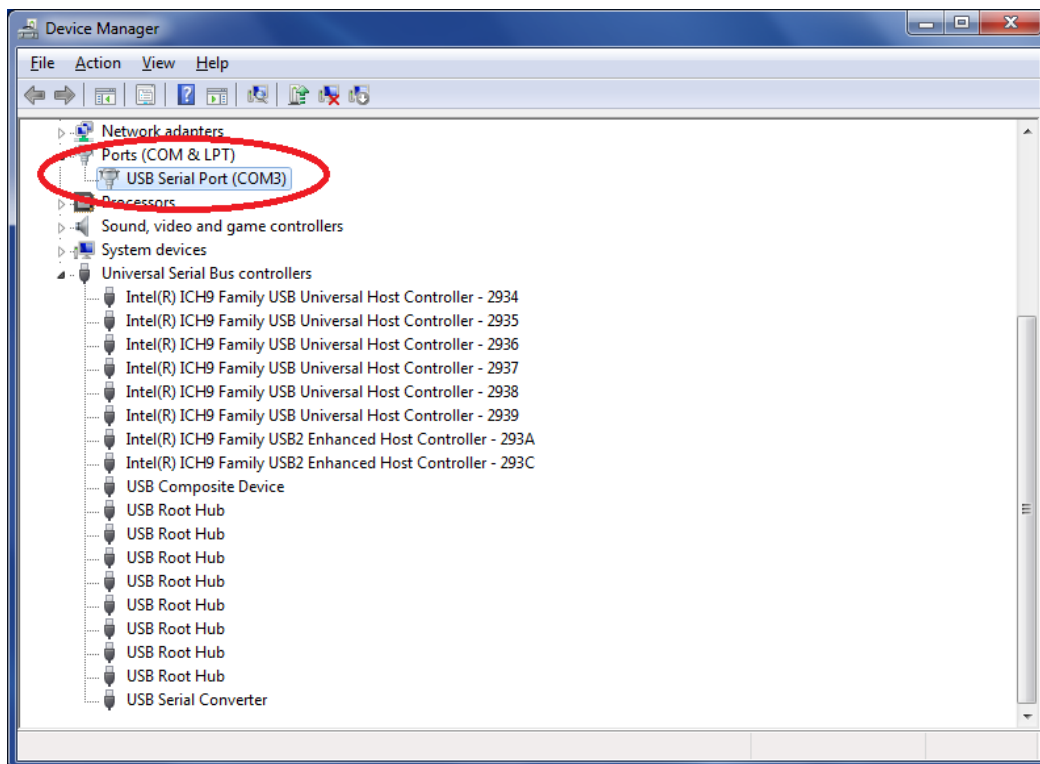 Device Manager
File Action View Help
Network adapters
Ports (COM & LPT)
USB Serial Port (COM3)
Processors
Sound, video and game controllers
System devices
Universal Serial Bus controllers
Intel(R) ICH9 Family USB Universal Host Controller - 2934
Intel(R) ICH9 Family USB Universal Host Controller - 2935
Intel(R) ICH9 Family USB Universal Host Controller - 2936
Intel(R) ICH9 Family USB Universal Host Controller - 2937
Intel(R) ICH9 Family USB Universal Host Controller - 2938
Intel(R) ICH9 Family USB Universal Host Controller - 2939
Intel(R) ICH9 Family USB2 Enhanced Host Controller - 293A
Intel(R) ICH9 Family USB2 Enhanced Host Controller - 293C
USB Composite Device
USB Root Hub
USB Root Hub
USB Root Hub
USB Root Hub
USB Root Hub
USB Root Hub
USB Root Hub
USB Root Hub
USB Serial Converter